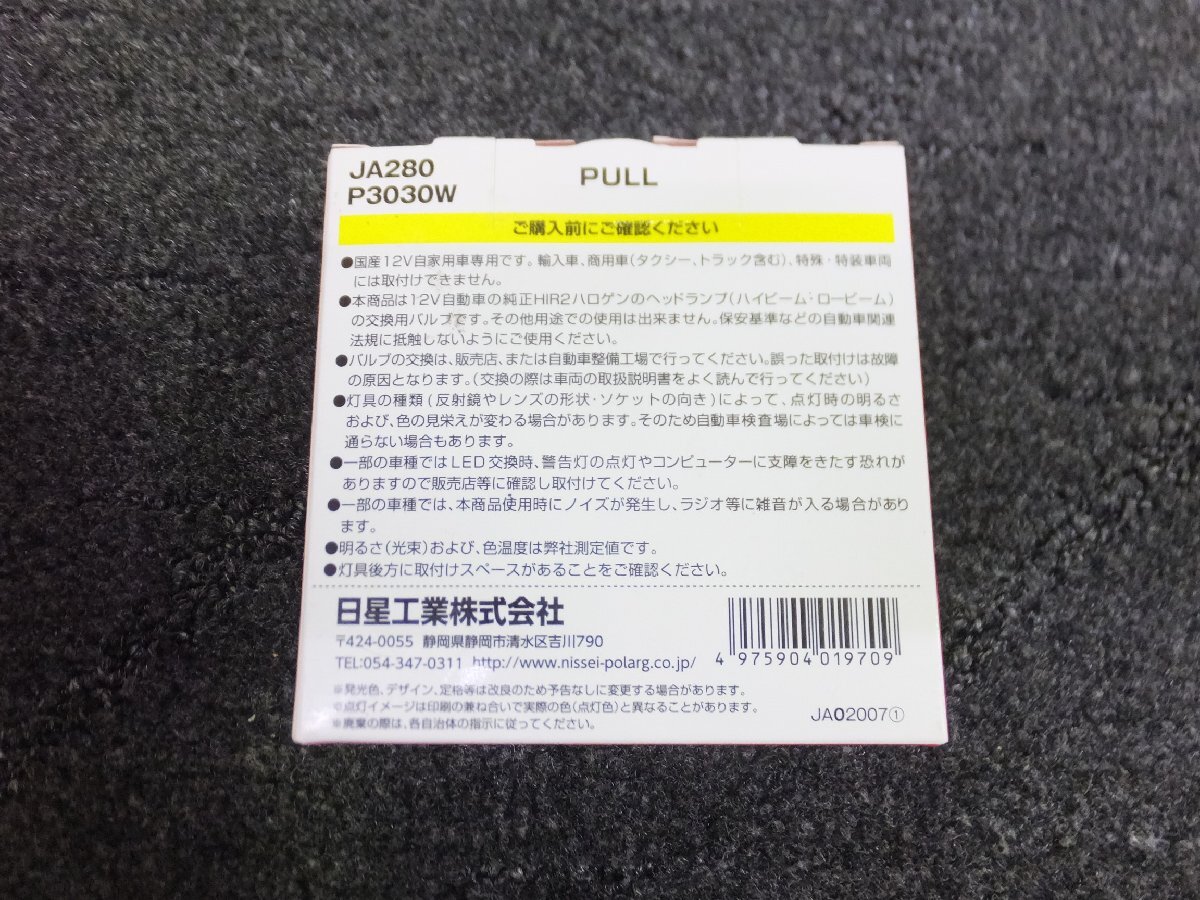 JA280
P3030W
PULL
ご購入前にご確認ください
●国産12V自家用車専用です。輸入車、商用車(タクシー、トラック含む)、特殊・特装車両
には取付けできません。
●本商品は12V自動車の純正HIR2ハロゲンのヘッドランプ(ハイビーム・ロービーム)
の交換用バルブです。その他用途での使用は出来ません。保安基準などの自動車関連
法規に抵触しないようにご使用ください。
●バルブの交換は、販売店、または自動車整備工場で行ってください。誤った取付けは故障
の原因となります。(交換の際は車両の取扱説明書をよく読んで行ってください)
●灯具の種類(反射鏡やレンズの形状・ソケットの向き)によって、点灯時の明るさ
および、色の見栄えが変わる場合があります。そのため自動車検査場によっては車検に
通らない場合もあります。
●一部の車種ではLED交換時、警告灯の点灯やコンピューターに支障をきたす恐れが
ありますので販売店等に確認し取付けてください。
●一部の車種では、本商品使用時にノイズが発生し、ラジオ等に雑音が入る場合があり
ます。
●明るさ(光束)および、色温度は弊社測定値です。
●灯具後方に取付けスペースがあることをご確認ください。
日星工業株式会社
〒424-0055 静岡県静岡市清水区吉川790
TEL:054-347-0311 http://www.nissei-polarg.co.jp/
4 975904 019709
※発光色、デザイン、定格等は改良のため予告なしに変更する場合があります。
※点灯イメージは印刷の兼ね合いで実際の色(点灯色)と異なることがあります。
※廃棄の際は、各自治体の指示に従ってください。
JA02007①